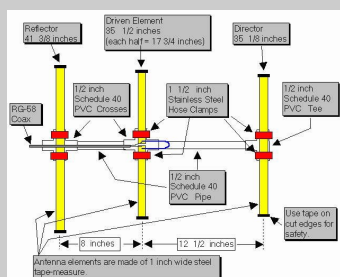 Reflector
41 3/8 inches
Driven Element
35 1/2 inches
(each half = 17 3/4 inches)
Director
35 1/8 inches
1/2 inch
Schedule 40
PVC Crosses
1 1/2 inch
Stainless Steel
Hose Clamps
1/2 inch
Schedule 40
PVC Tee
RG-58
Coax
1/2 inch
Schedule 40
PVC Pipe
Use tape on
cut edges for
safety.
8 inches
12 1/2 inches
Antenna elements are made of 1 inch wide steel
tape-measure.